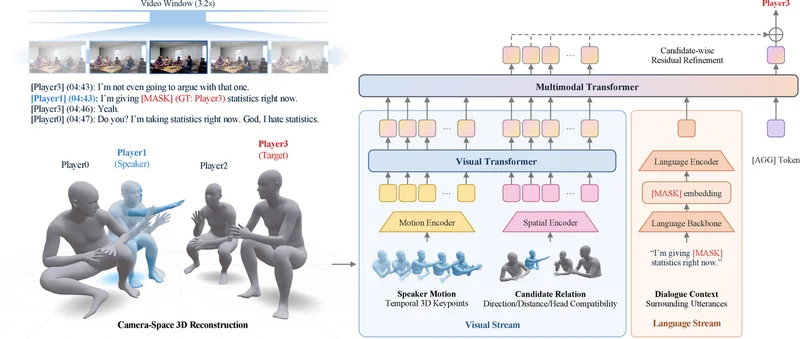 Video Window (3.2s)
[Player3] (04:43): I'm not even going to argue with that one.
[Player1] (04:43): I'm giving [MASK] (GT: Player3) statistics right now.
[Player3] (04:46): Yeah.
[Player0] (04:47): Do you? I'm taking statistics right now. God, I hate statistics.
Player0
Player1
(Speaker)
Player2
Player3
(Target)
Camera-Space 3D Reconstruction
Player3
Candidate-wise
Residual Refinement
Multimodal Transformer
Visual Transformer
Motion Encoder
Spatial Encoder
Speaker Motion
Temporal 3D Keypoints
Candidate Relation
Direction/Distance/Head Compatibility
Visual Stream
Language Encoder
[MASK] embedding
Language Backbone
"I'm giving [MASK]
statistics right now."
Dialogue Context
Surrounding Utterances
Language Stream
[AGG] Token